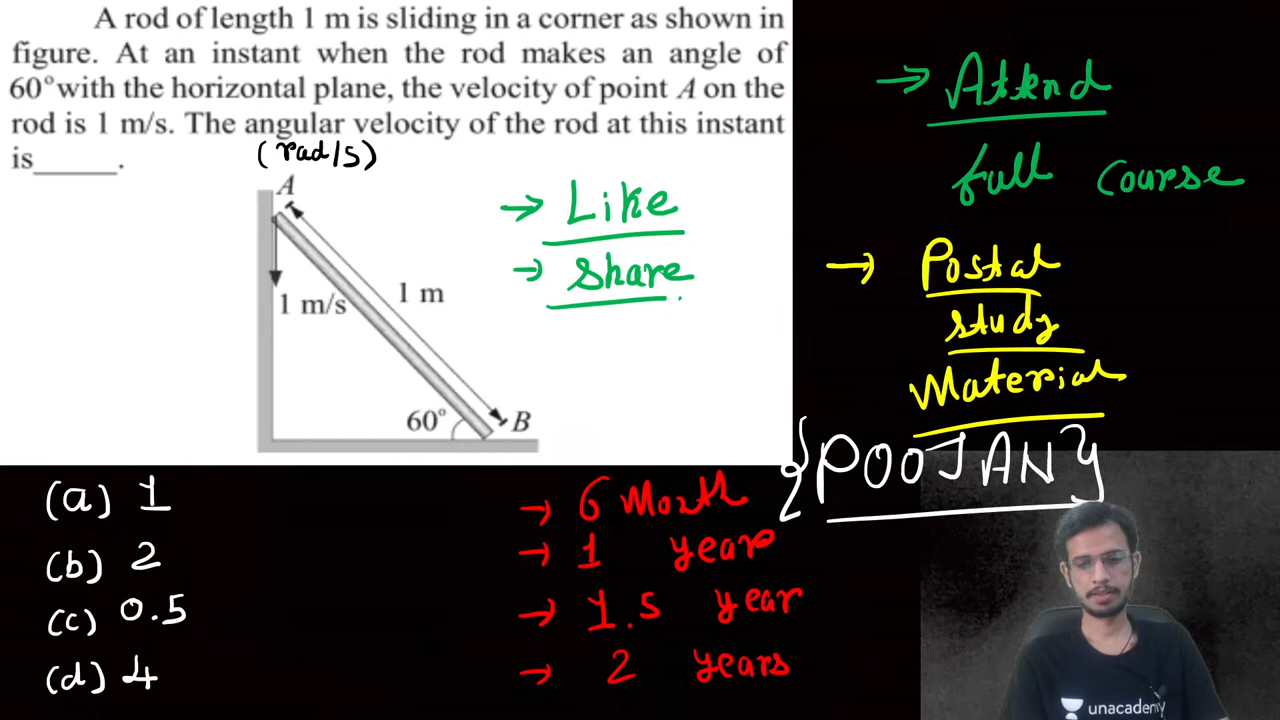 A rod of length 1 m is sliding in a corner as shown in
figure. At an instant when the rod makes an angle of
60° with the horizontal plane, the velocity of point A on the
rod is 1 m/s. The angular velocity of the rod at this instant
is______.
(rad/s)
A
1 m/s
1 m
60°
B
→ Like
→ share
→ Attend
full course
→ Postal
study
Material
{POOJAN}
(a) 1
(b) 2
(c) 0.5
(d) 4
→ 6 Month
→ 1 year
→ 1.5 year
→ 2 years
unacademy